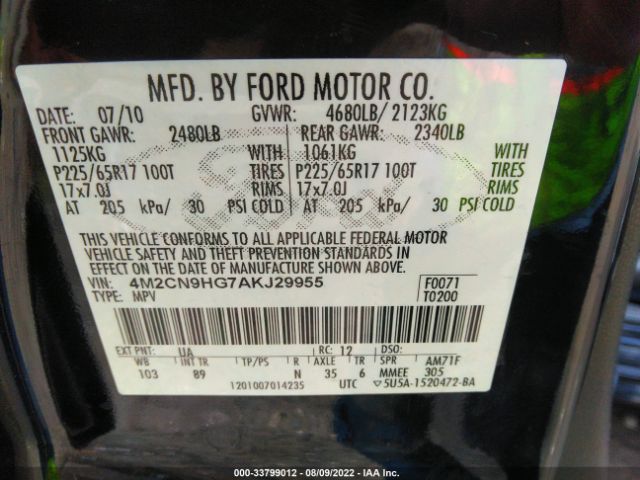 MFD. BY FORD MOTOR CO.
DATE: 07/10 GVWR: 4680LB/ 2123KG
FRONT GAWR: 2480LB REAR GAWR: 2340LB
1125KG WITH 1061KG WITH
P225/65R17 100T TIRES P225/65R17 100T TIRES
17x7.0J RIMS 17x7.0J RIMS
AT 205 kPa/ 30 PSI COLD AT 205 kPa/ 30 PSI COLD
THIS VEHICLE CONFORMS TO ALL APPLICABLE FEDERAL MOTOR
VEHICLE SAFETY AND THEFT PREVENTION STANDARDS IN
EFFECT ON THE DATE OF MANUFACTURE SHOWN ABOVE.
VIN: 4M2CN9HG7AKJ29955 F0071
TYPE: MPV T0200
EXT PNT: UA RC: 12 DSO:
WB INT TR TP/PS R AXLE TR SPR AM71F
103 89 N 35 6 MMEE 305
1201007014235 UTC 5U5A-1520472-BA
000-33799012 - 08/09/2022 - IAA Inc.